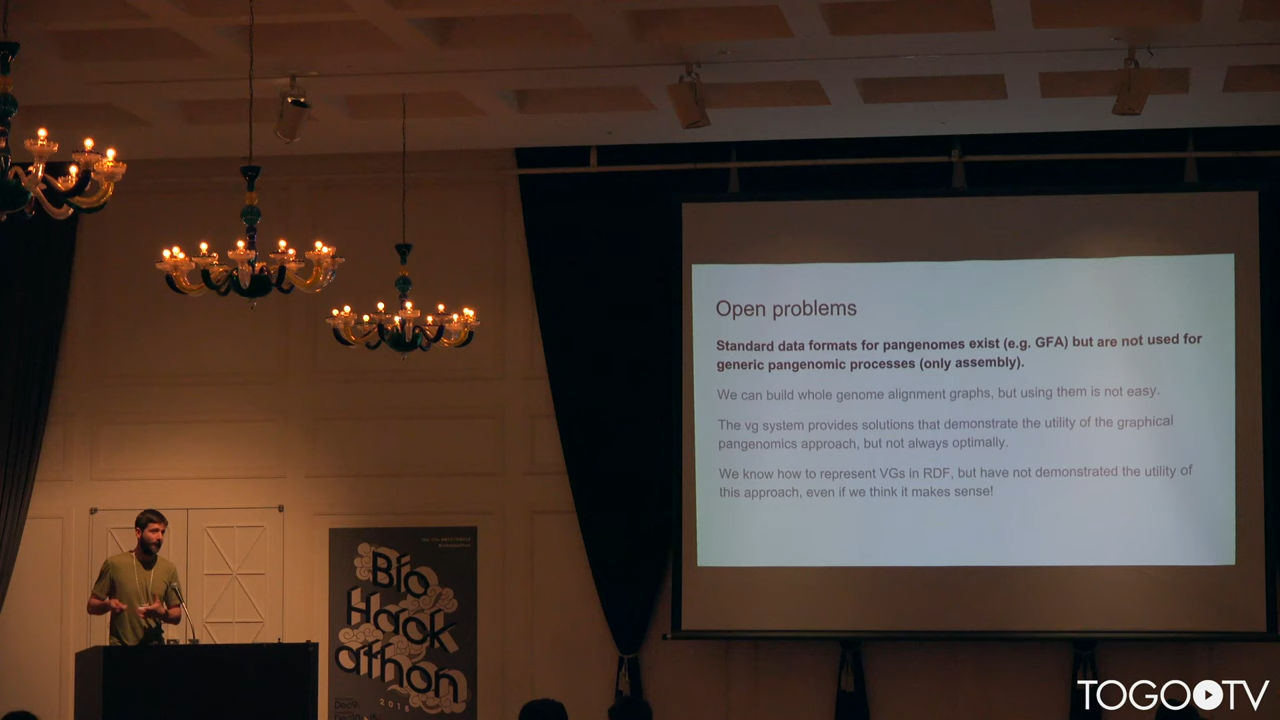 Open problems
Standard data formats for pangenomes exist (e.g. GFA) but are not used for
generic pangenomic processes (only assembly).
We can build whole genome alignment graphs, but using them is not easy.
The vg system provides solutions that demonstrate the utility of the graphical
pangenomics approach, but not always optimally.
We know how to represent VGs in RDF, but have not demonstrated the utility of
this approach, even if we think it makes sense!
Bio
Hack
athon
2018
TOGOTV